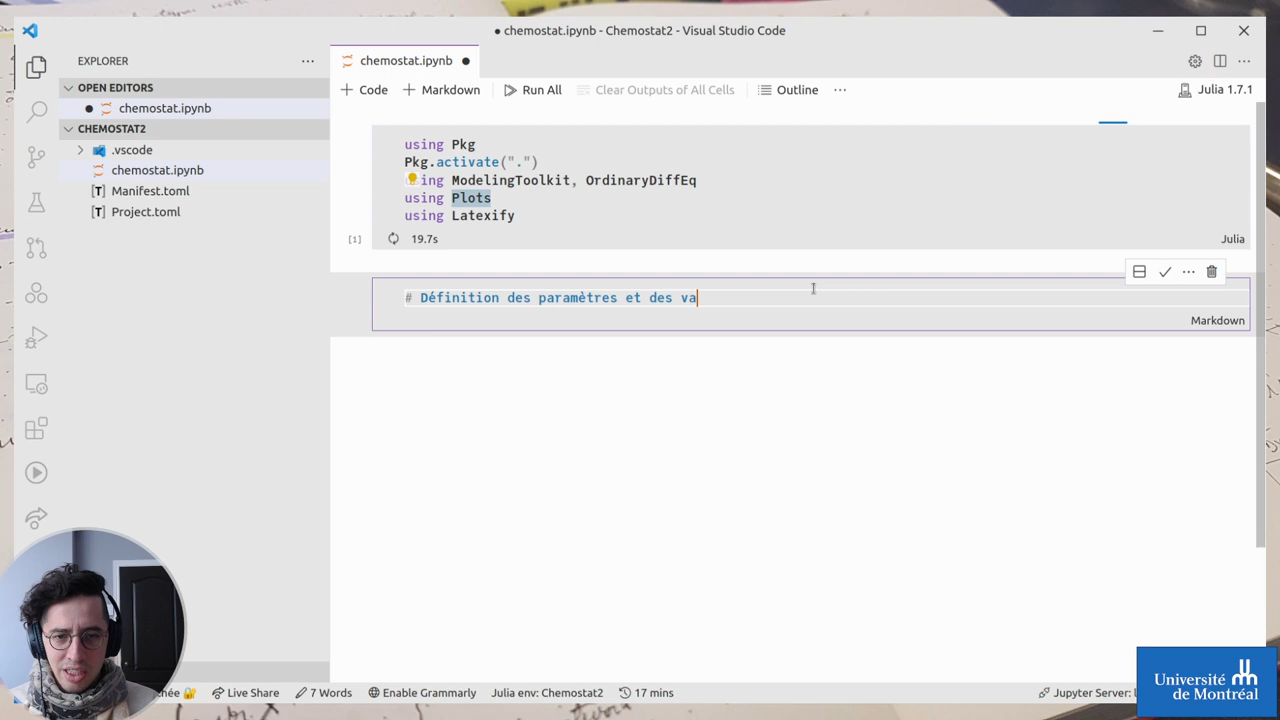 ● chemostat.ipynb - Chemostat2 - Visual Studio Code
EXPLORER
chemostat.ipynb
OPEN EDITORS
Code
Markdown
Run All
Clear Outputs of All Cells
Outline
Julia 1.7.1
chemostat.ipynb
CHEMOSTAT2
.vscode
chemostat.ipynb
[T] Manifest.toml
[T] Project.toml
using Pkg
Pkg.activate(".")
ing ModelingToolkit, OrdinaryDiffEq
using Plots
using Latexify
[1]
19.7s
Julia
# Définition des paramètres et des va
Markdown
Live Share
7 Words
Enable Grammarly
Julia env: Chemostat2
17 mins
Jupyter Server:
Université
de Montréal